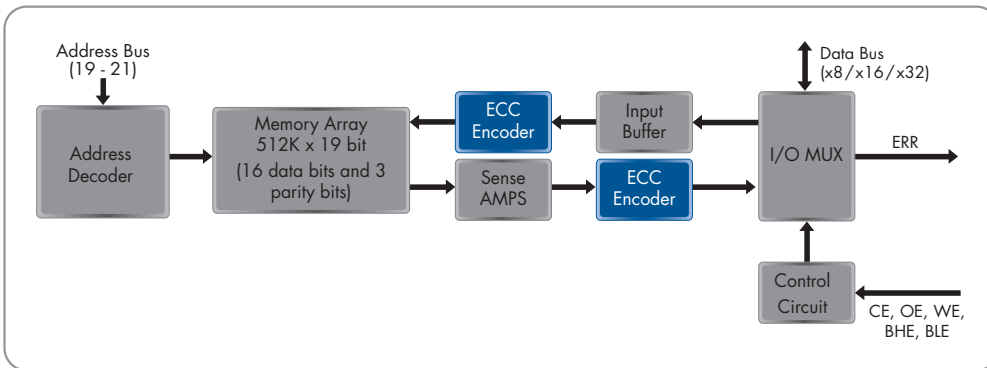 Address Bus
(19 - 21)
Address
Decoder
Memory Array
512K x 19 bit
(16 data bits and 3
parity bits)
ECC
Encoder
Input
Buffer
Sense
AMPS
ECC
Encoder
Data Bus
(x8/x16/x32)
I/O MUX
ERR
Control
Circuit
CE, OE, WE,
BHE, BLE